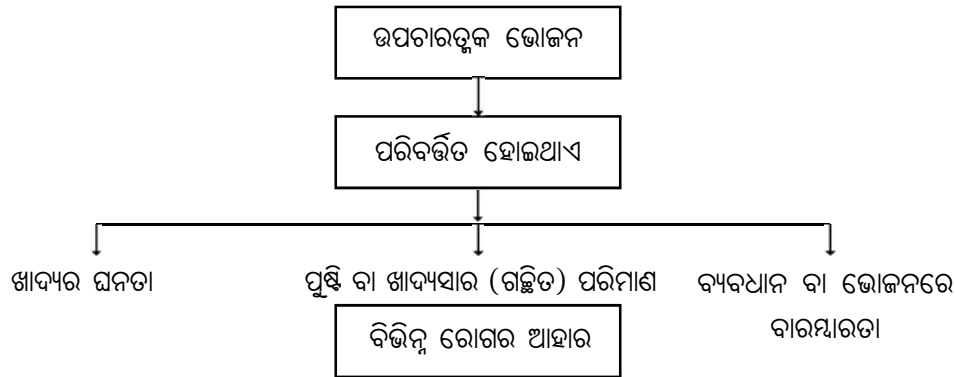 ଉପଚାରତ୍ମକ ଭୋଜନ
ପରିବର୍ତ୍ତିତ ହୋଇଥାଏ
ଖାଦ୍ୟର ଘନତା
ପୁଷ୍ଟି ବା ଖାଦ୍ୟସାର (ଗଚ୍ଛିତ) ପରିମାଣ
ବ୍ୟବଧାନ ବା ଭୋଜନରେ
ବାରମ୍ବାରତା
ବିଭିନ୍ନ ରୋଗର ଆହାର